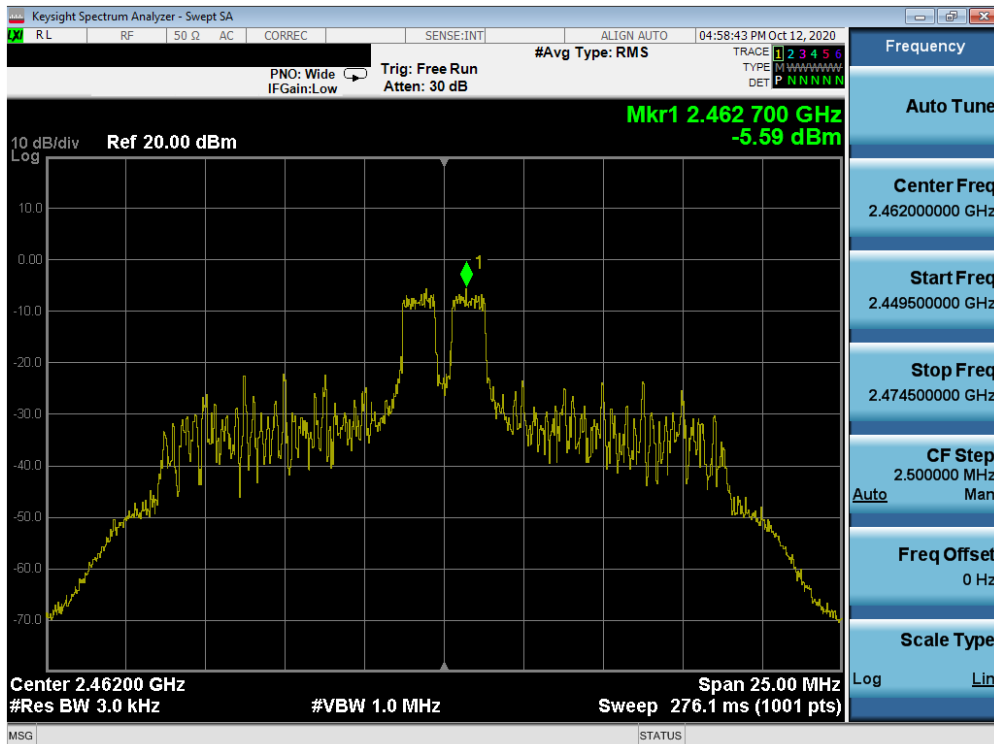 Keysight Spectrum Analyzer - Swept SA
LXI RL RF 50 Ω AC CORREC SENSE:INT ALIGN AUTO 04:58:43 PM Oct 12, 2020
Frequency
#Avg Type: RMS
TRACE 1 2 3 4 5 6
TYPE M W W W W W
DET P N N N N N
PNO: Wide
IFGain:Low
Trig: Free Run
Atten: 30 dB
Mkr1 2.462 700 GHz
-5.59 dBm
10 dB/div
Log
Ref 20.00 dBm
10.0
0.00
-10.0
-20.0
-30.0
-40.0
-50.0
-60.0
-70.0
1
Center 2.46200 GHz
Span 25.00 MHz
#Res BW 3.0 kHz
#VBW 1.0 MHz
Sweep 276.1 ms (1001 pts)
Auto Tune
Center Freq
2.462000000 GHz
Start Freq
2.449500000 GHz
Stop Freq
2.474500000 GHz
CF Step
2.500000 MHz
Auto Man
Freq Offset
0 Hz
Scale Type
Log Lin
MSG
STATUS